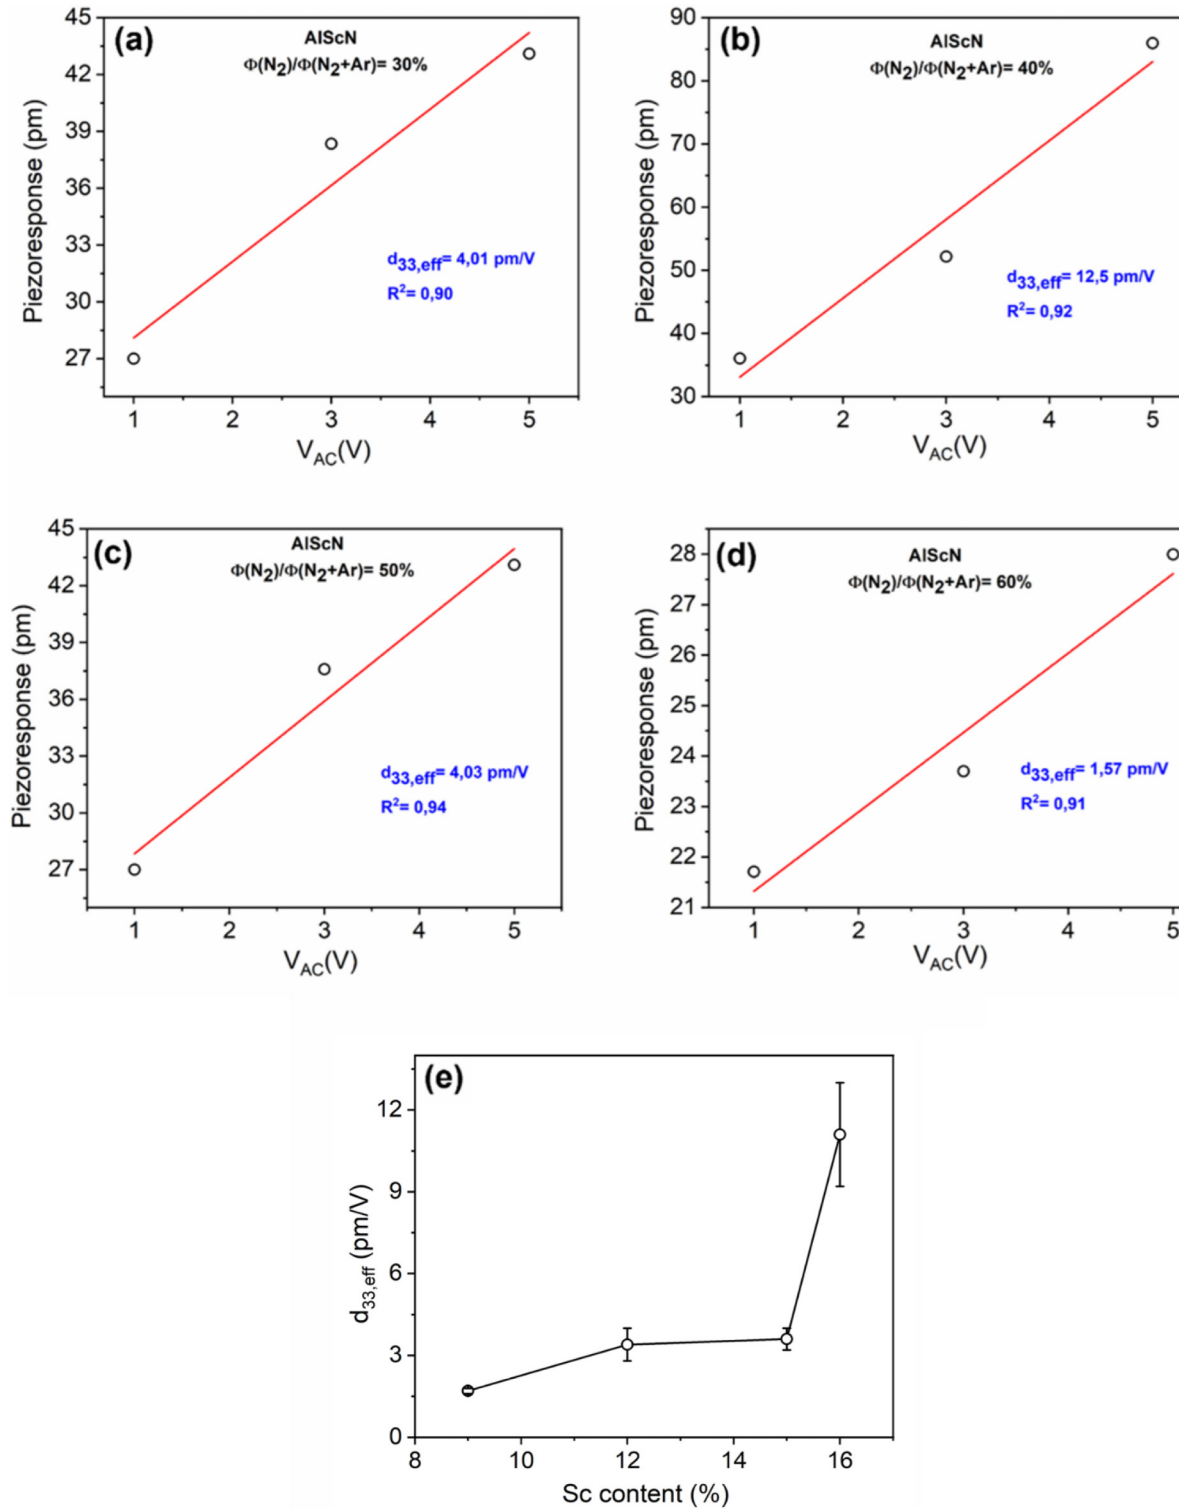 (a)
AlScN
Φ(N2)/Φ(N2+Ar)= 30%
d33,eff= 4,01 pm/V
R2= 0,90
Piezoresponse (pm)
45
42
39
36
33
30
27
1 2 3 4 5
VAC(V)
(b)
AlScN
Φ(N2)/Φ(N2+Ar)= 40%
d33,eff= 12,5 pm/V
R2= 0,92
Piezoresponse (pm)
90
80
70
60
50
40
30
1 2 3 4 5
VAC(V)
(c)
AlScN
Φ(N2)/Φ(N2+Ar)= 50%
d33,eff= 4,03 pm/V
R2= 0,94
Piezoresponse (pm)
45
42
39
36
33
30
27
1 2 3 4 5
VAC(V)
(d)
AlScN
Φ(N2)/Φ(N2+Ar)= 60%
d33,eff= 1,57 pm/V
R2= 0,91
Piezoresponse (pm)
28
27
26
25
24
23
22
21
1 2 3 4 5
VAC(V)
(e)
d33,eff (pm/V)
12
9
6
3
0
8 10 12 14 16
Sc content (%)